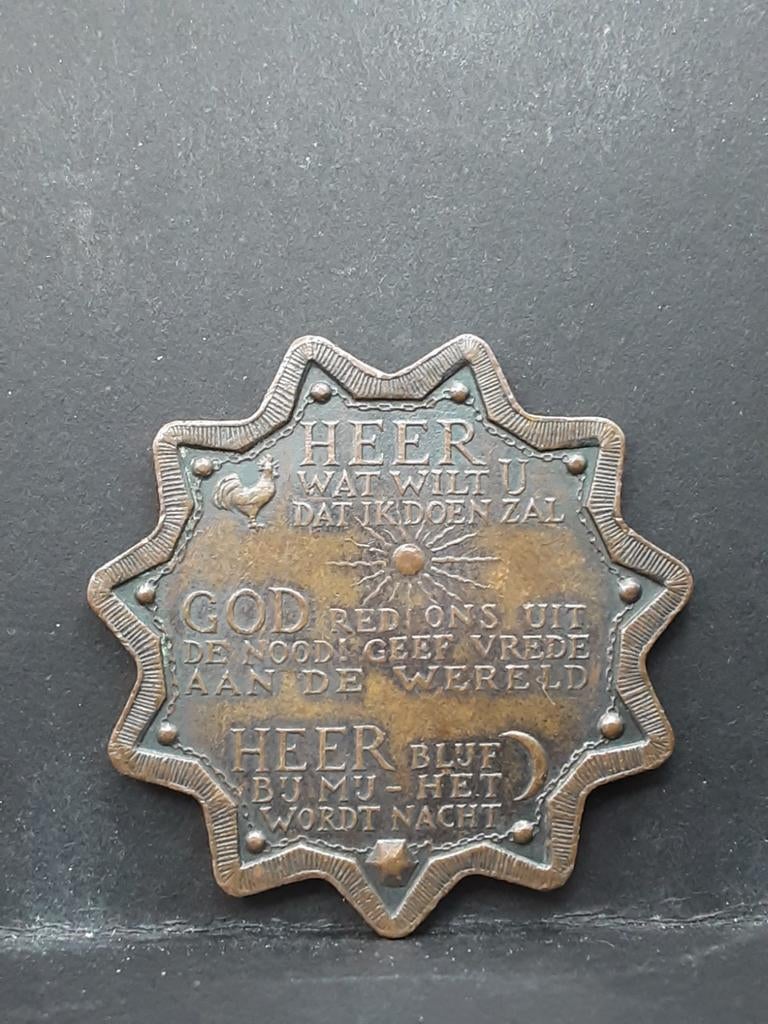 HEER
WAT WILT U
DAT IK DOEN ZAL
GOD RED ONS UIT
DE NOOD! GEEF VREDE
AAN DE WERELD
HEER BLIJF
BIJ MIJ - HET
WORDT NACHT